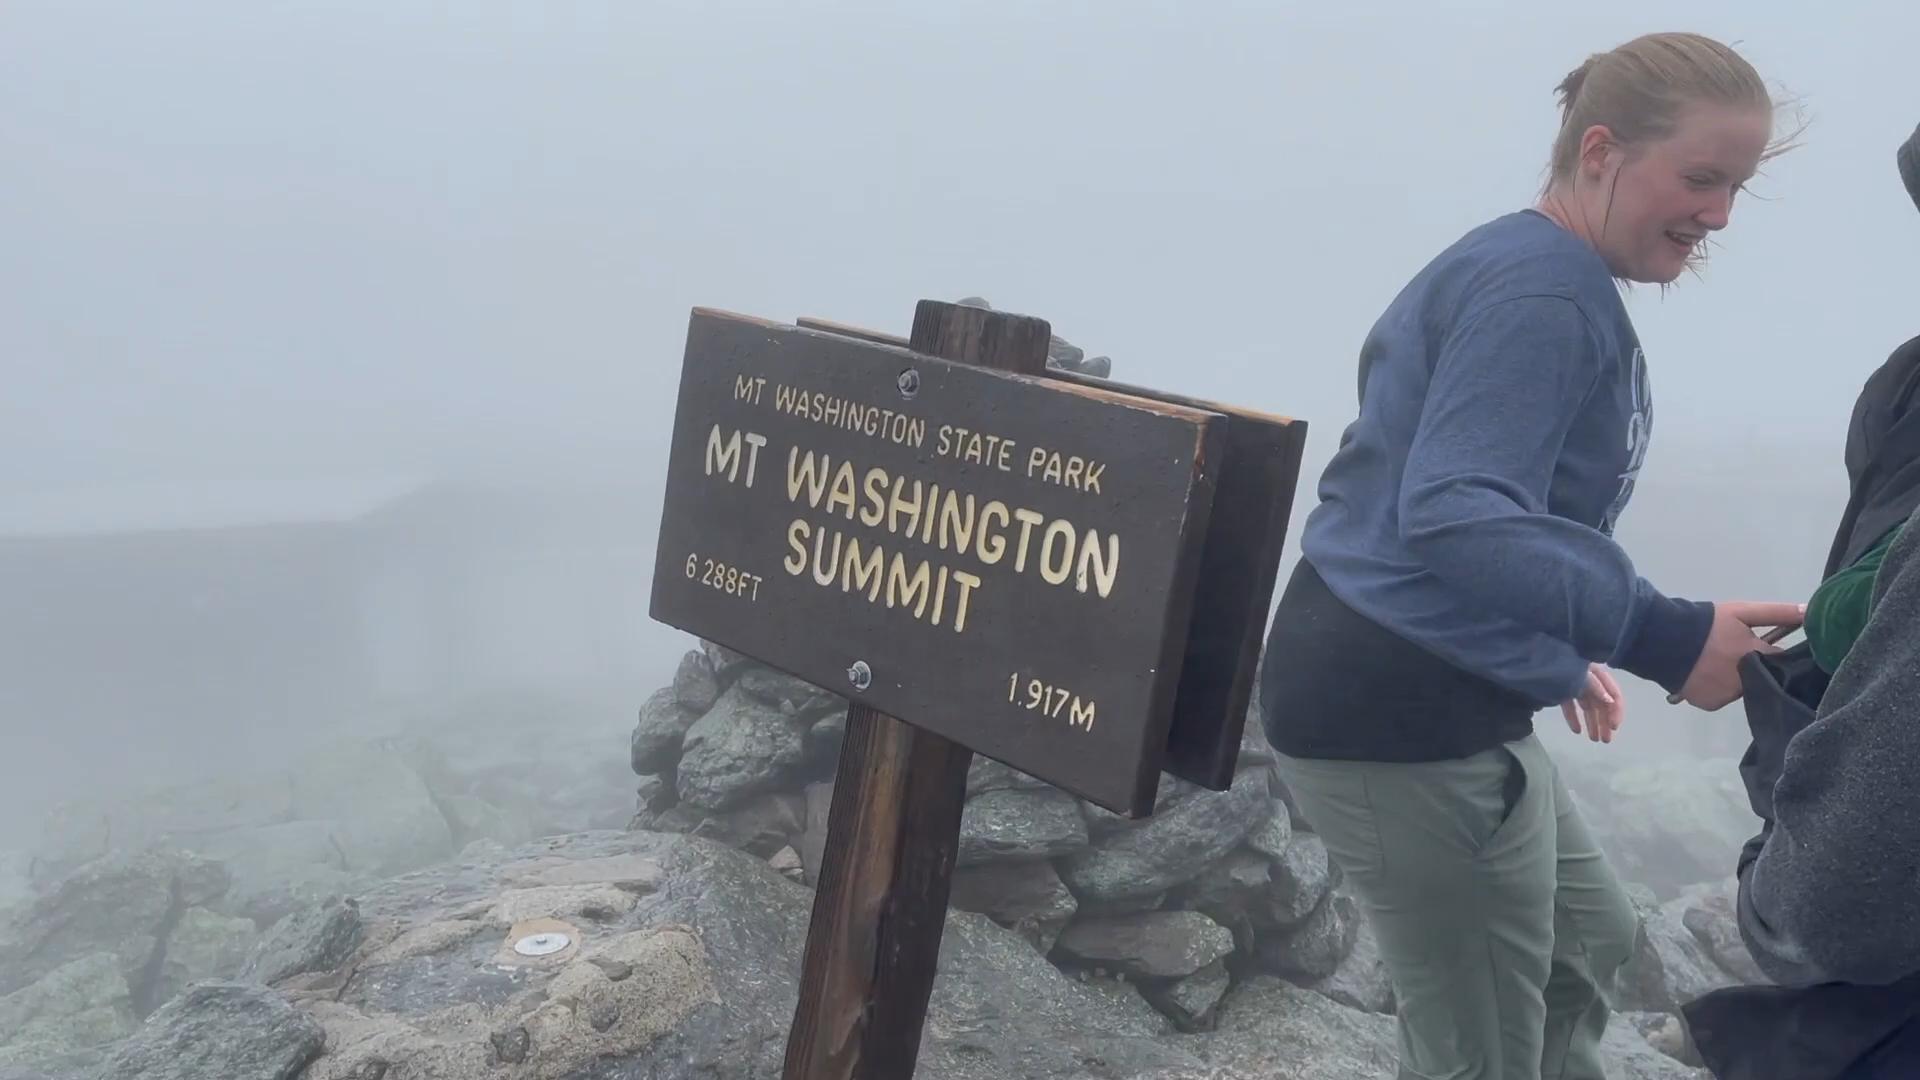 MT WASHINGTON STATE PARK
MT WASHINGTON
SUMMIT
6.288FT
1.917M